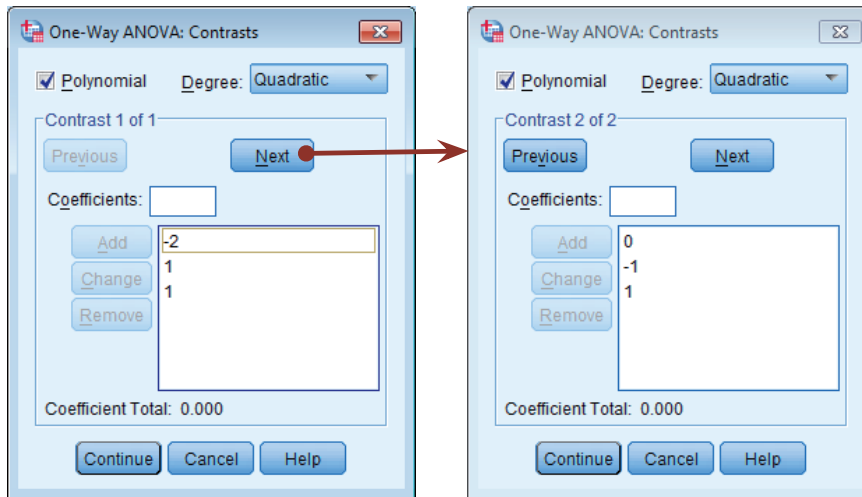 One-Way ANOVA: Contrasts
Polynomial Degree: Quadratic
Contrast 1 of 1
Previous Next
Coefficients:
Add
Change
Remove
-2
1
1
Coefficient Total: 0.000
Continue Cancel Help
One-Way ANOVA: Contrasts
Polynomial Degree: Quadratic
Contrast 2 of 2
Previous Next
Coefficients:
Add
Change
Remove
0
-1
1
Coefficient Total: 0.000
Continue Cancel Help